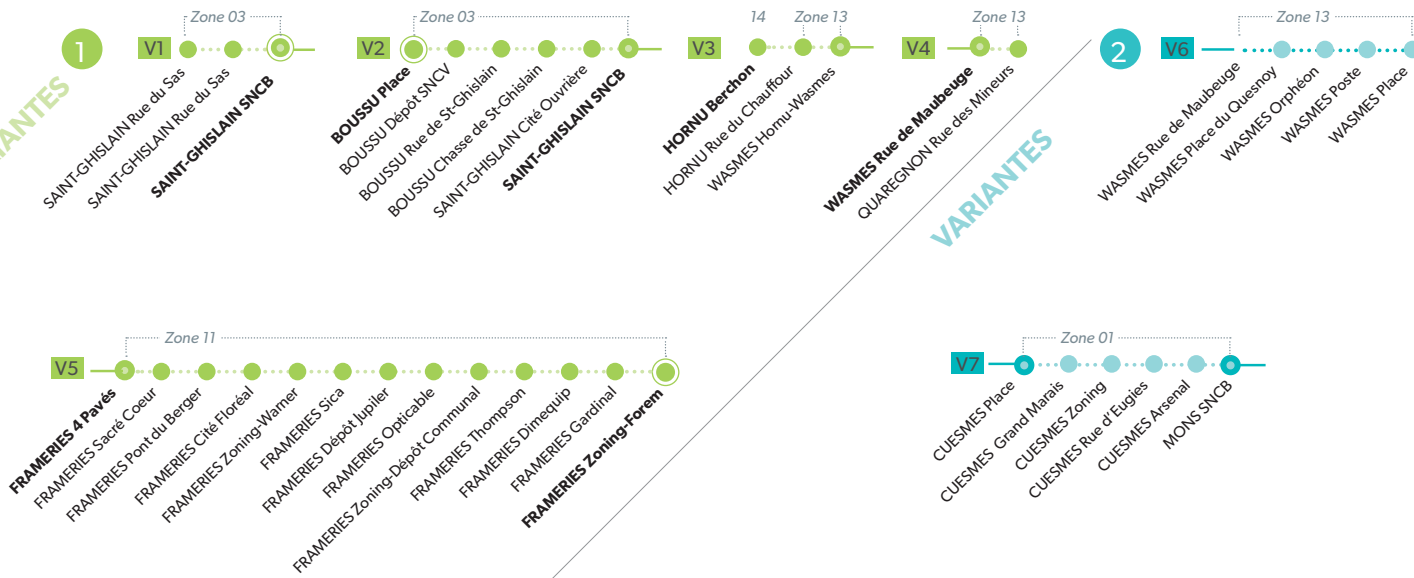 IANTES
1
V1
Zone 03
SAINT-GHISLAIN Rue du Sas
SAINT-GHISLAIN Rue du Sas
SAINT-GHISLAIN SNCB
V2
Zone 03
BOUSSU Place
BOUSSU Dépôt SNCV
BOUSSU Rue de St-Ghislain
BOUSSU Chasse de St-Ghislain
SAINT-GHISLAIN Cité Ouvrière
SAINT-GHISLAIN SNCB
V3
14
Zone 13
HORNU Berchon
HORNU Rue du Chauffour
WASMES Hornu-Wasmes
V4
Zone 13
WASMES Rue de Maubeuge
QUAREGNON Rue des Mineurs
VARIANTES
2
V6
Zone 13
WASMES Rue de Maubeuge
WASMES Place du Quesnoy
WASMES Orphéon
WASMES Poste
WASMES Place
V5
Zone 11
FRAMERIES 4 Pavés
FRAMERIES Sacré Coeur
FRAMERIES Pont du Berger
FRAMERIES Cité Floréal
FRAMERIES Zoning-Warner
FRAMERIES Sica
FRAMERIES Dépôt Jupiler
FRAMERIES Opticable
FRAMERIES Zoning-Dépôt Communal
FRAMERIES Thompson
FRAMERIES Dimequip
FRAMERIES Gardinal
FRAMERIES Zoning-Forem
V7
Zone 01
CUESMES Place
CUESMES Grand Marais
CUESMES Zoning
CUESMES Rue d'Eugies
CUESMES Arsenal
MONS SNCB